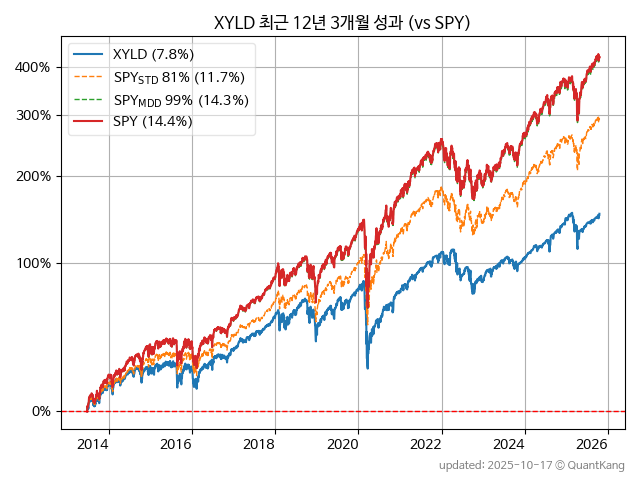 XYLD 최근 12년 3개월 성과 (vs SPY)
XYLD (7.8%)
SPY_STD 81% (11.7%)
SPY_MDD 99% (14.3%)
SPY (14.4%)
400%
300%
200%
100%
0%
2014 2016 2018 2020 2022 2024 2026
updated: 2025-10-17 © QuantKang